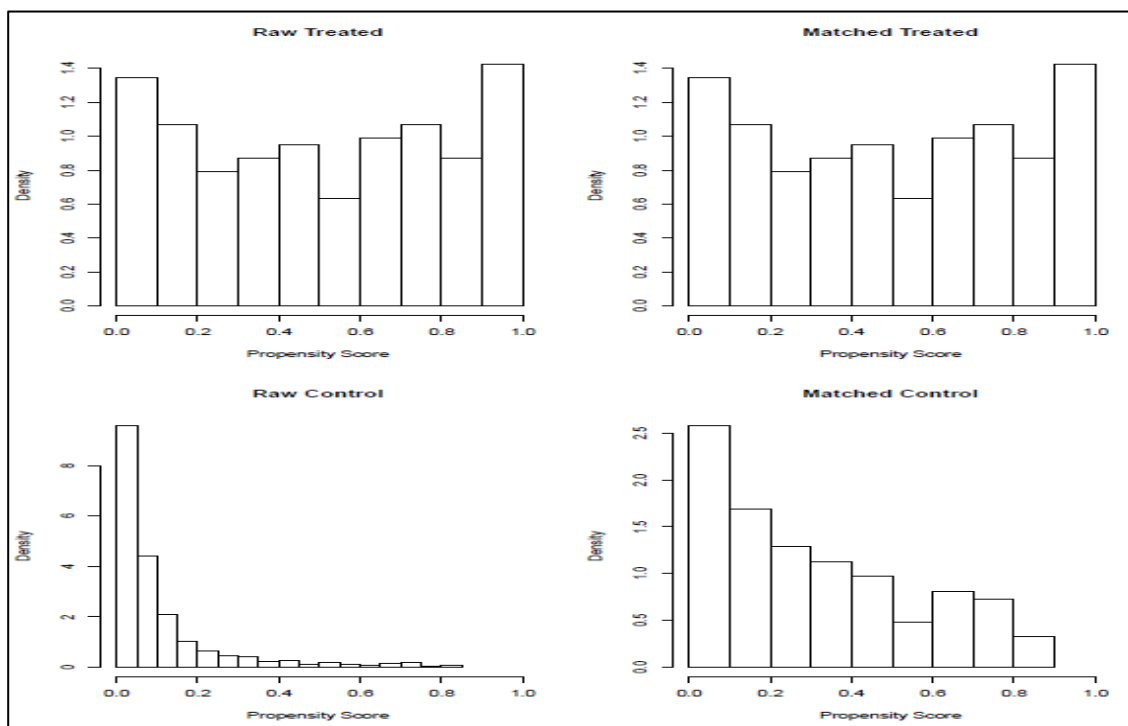 Raw Treated
Density
0.0 0.2 0.4 0.6 0.8 1.0 1.2 1.4
0.0 0.2 0.4 0.6 0.8 1.0
Propensity Score
Matched Treated
Density
0.0 0.2 0.4 0.6 0.8 1.0 1.2 1.4
0.0 0.2 0.4 0.6 0.8 1.0
Propensity Score
Raw Control
Density
0 2 4 6 8
0.0 0.2 0.4 0.6 0.8 1.0
Propensity Score
Matched Control
Density
0.0 0.5 1.0 1.5 2.0 2.5
0.0 0.2 0.4 0.6 0.8 1.0
Propensity Score